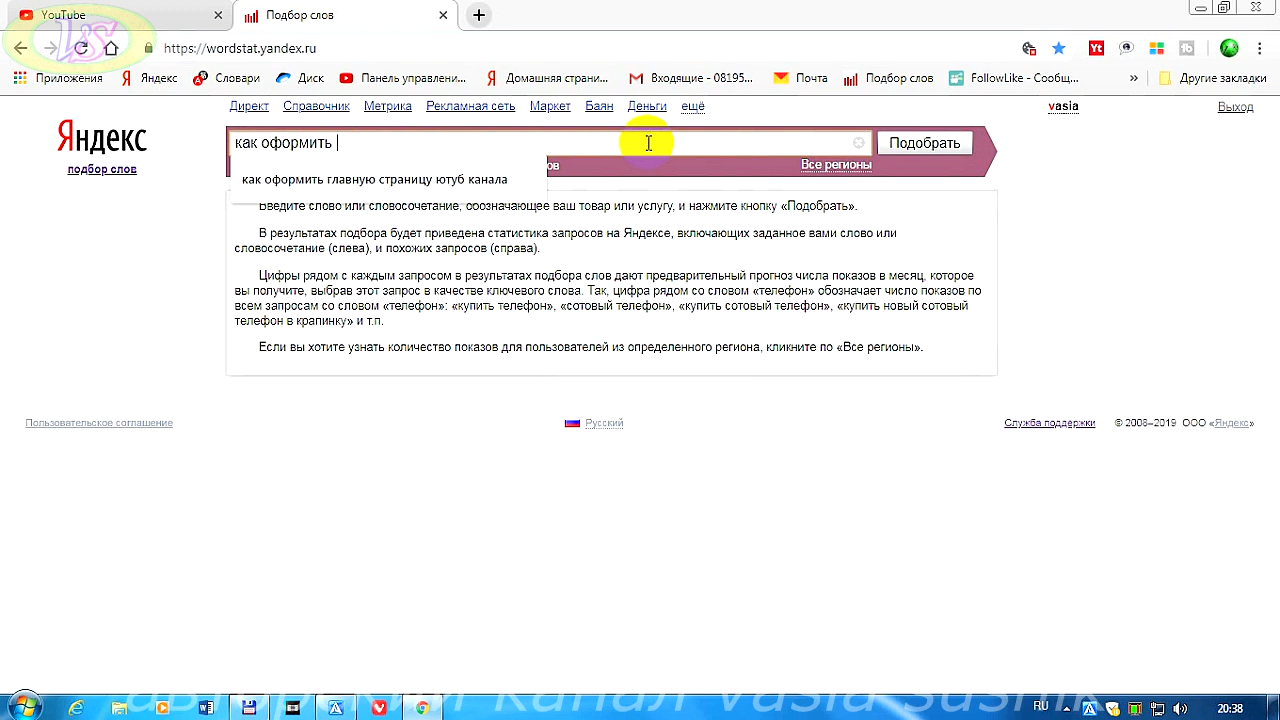 YouTube
Подбор слов
https://wordstat.yandex.ru
Приложения Яндекс Словари Диск Панель управлени... Домашняя страни... Входящие - 08195... Почта Подбор слов FollowLike - Сообщ... » Другие закладки
Директ Справочник Метрика Рекламная сеть Маркет Баян Деньги ещё vasia Выход
Яндекс
подбор слов
как оформить
Подобрать
ов Все регионы
как оформить главную страницу ютуб канала
Введите слово или словосочетание, обозначающее ваш товар или услугу, и нажмите кнопку «Подобрать».
В результатах подбора будет приведена статистика запросов на Яндексе, включающих заданное вами слово или
словосочетание (слева), и похожих запросов (справа).
Цифры рядом с каждым запросом в результатах подбора слов дают предварительный прогноз числа показов в месяц, которое
вы получите, выбрав этот запрос в качестве ключевого слова. Так, цифра рядом со словом «телефон» обозначает число показов по
всем запросам со словом «телефон»: «купить телефон», «сотовый телефон», «купить сотовый телефон», «купить новый сотовый
телефон в крапинку» и т.п.
Если вы хотите узнать количество показов для пользователей из определенного региона, кликните по «Все регионы».
Пользовательское соглашение Русский Служба поддержки © 2008–2019 ООО «Яндекс»
авторский канал vasia sushik
RU 20:38